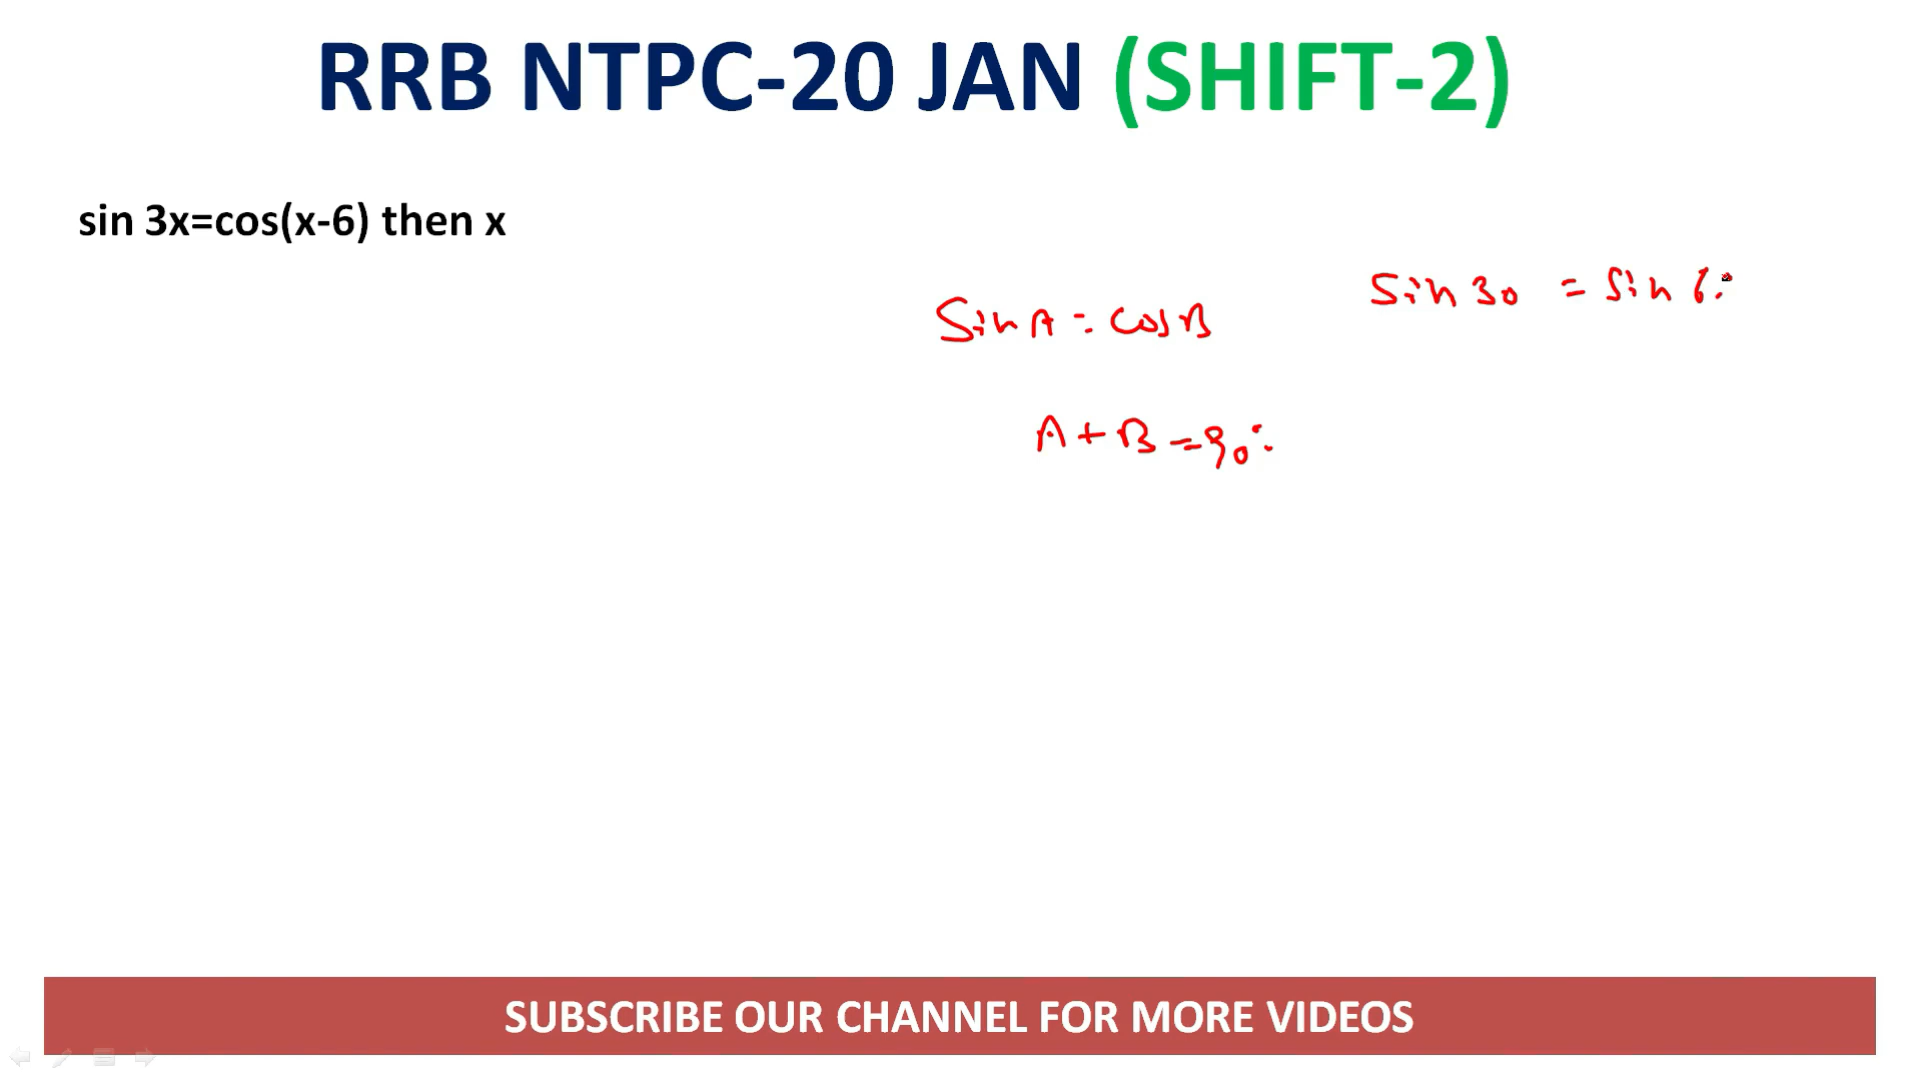 RRB NTPC-20 JAN (SHIFT-2)
sin 3x=cos(x-6) then x
Sin A = cos B
Sin 30 = Sin 6
A + B = 90°
SUBSCRIBE OUR CHANNEL FOR MORE VIDEOS